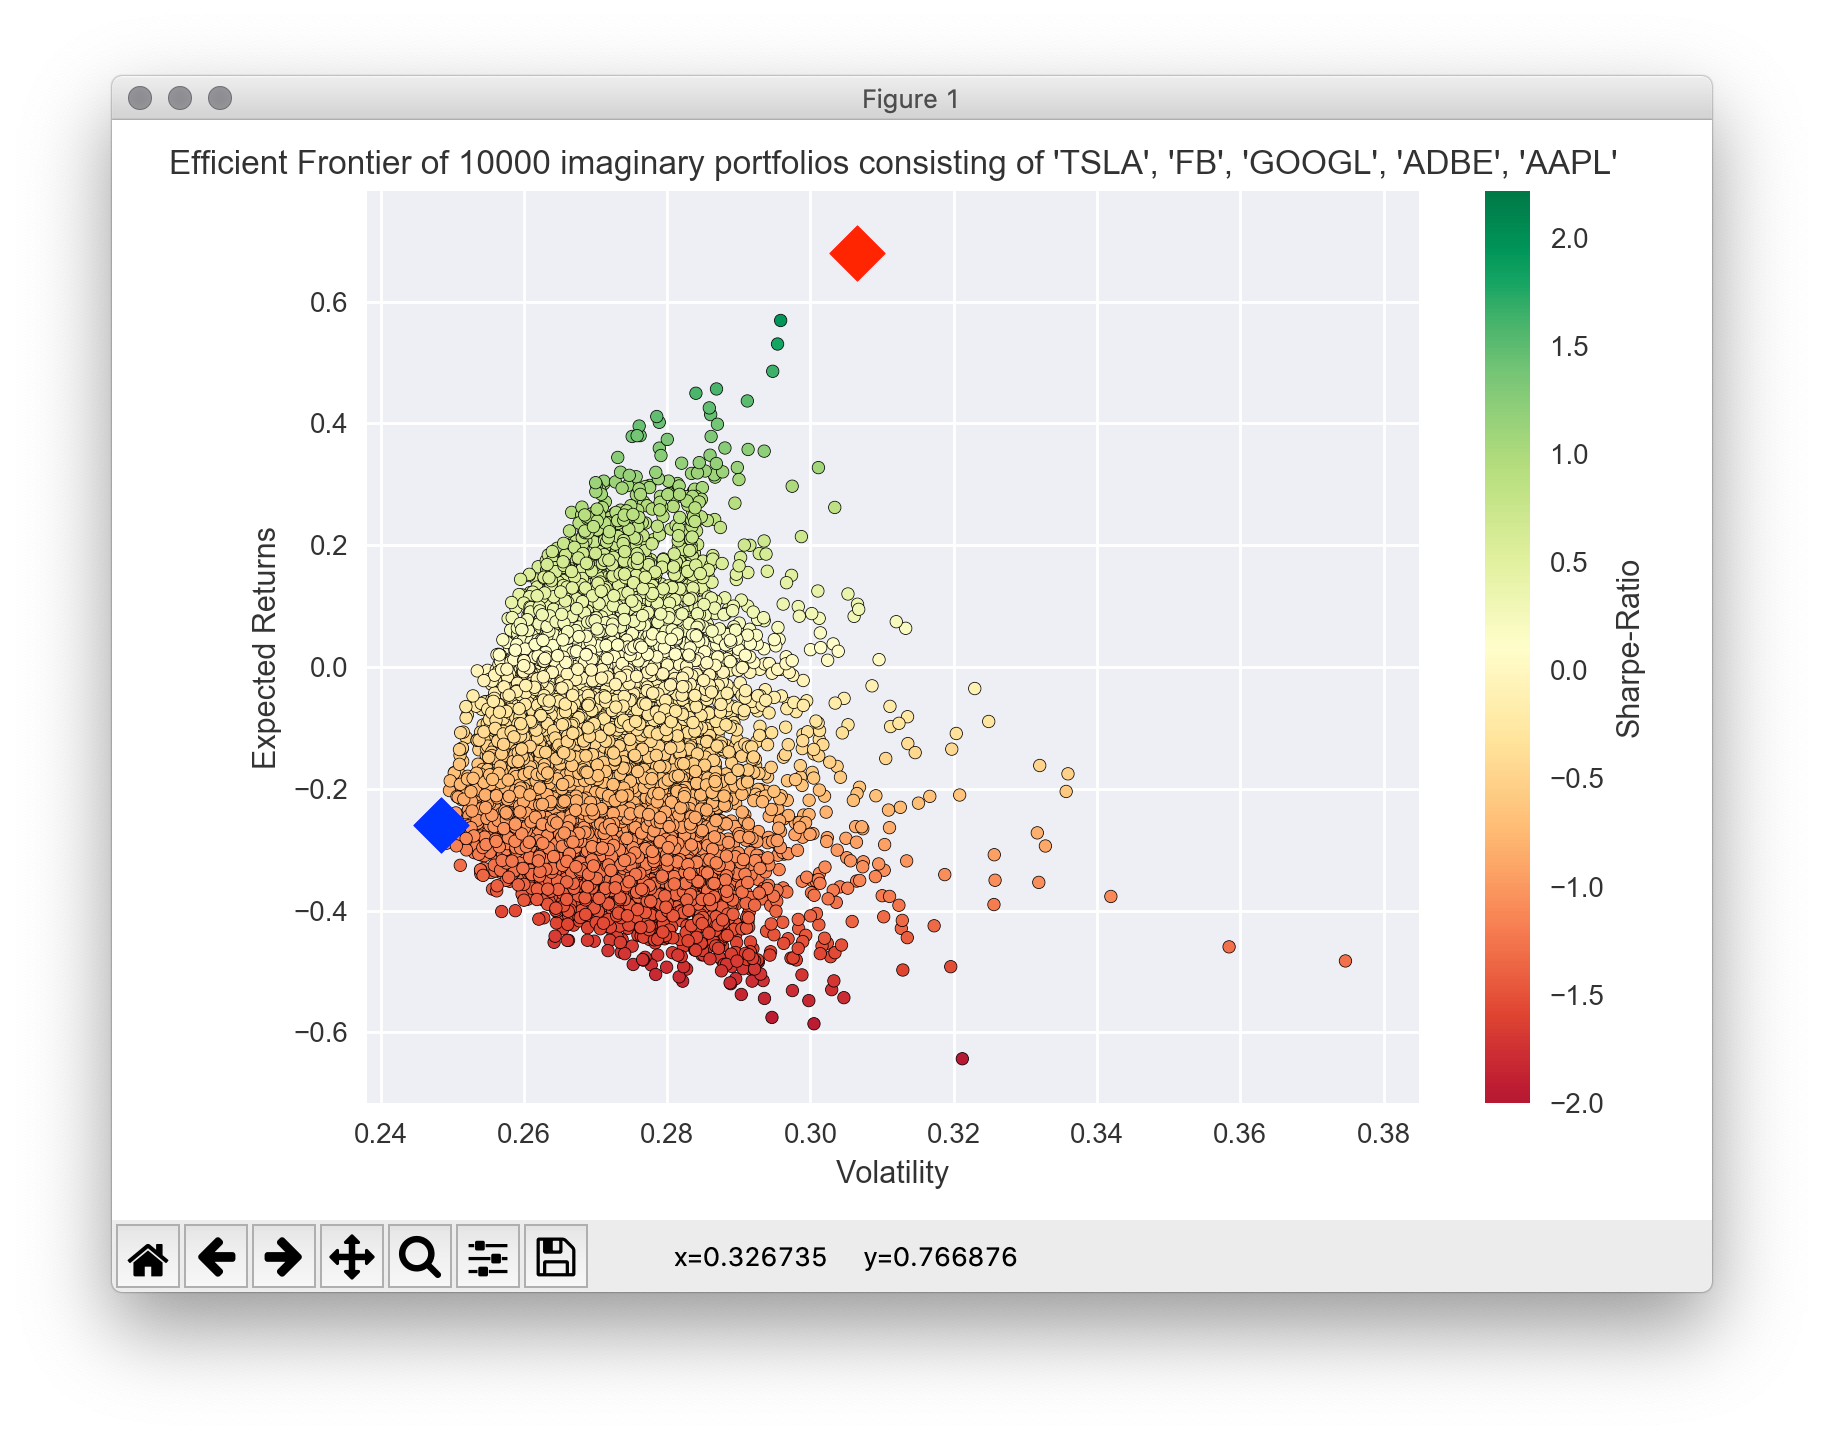 Figure 1
Efficient Frontier of 10000 imaginary portfolios consisting of 'TSLA', 'FB', 'GOOGL', 'ADBE', 'AAPL'
0.6
0.4
0.2
0.0
−0.2
−0.4
−0.6
Expected Returns
0.24 0.26 0.28 0.30 0.32 0.34 0.36 0.38
Volatility
2.0
1.5
1.0
0.5
0.0
−0.5
−1.0
−1.5
−2.0
Sharpe-Ratio
x=0.326735 y=0.766876